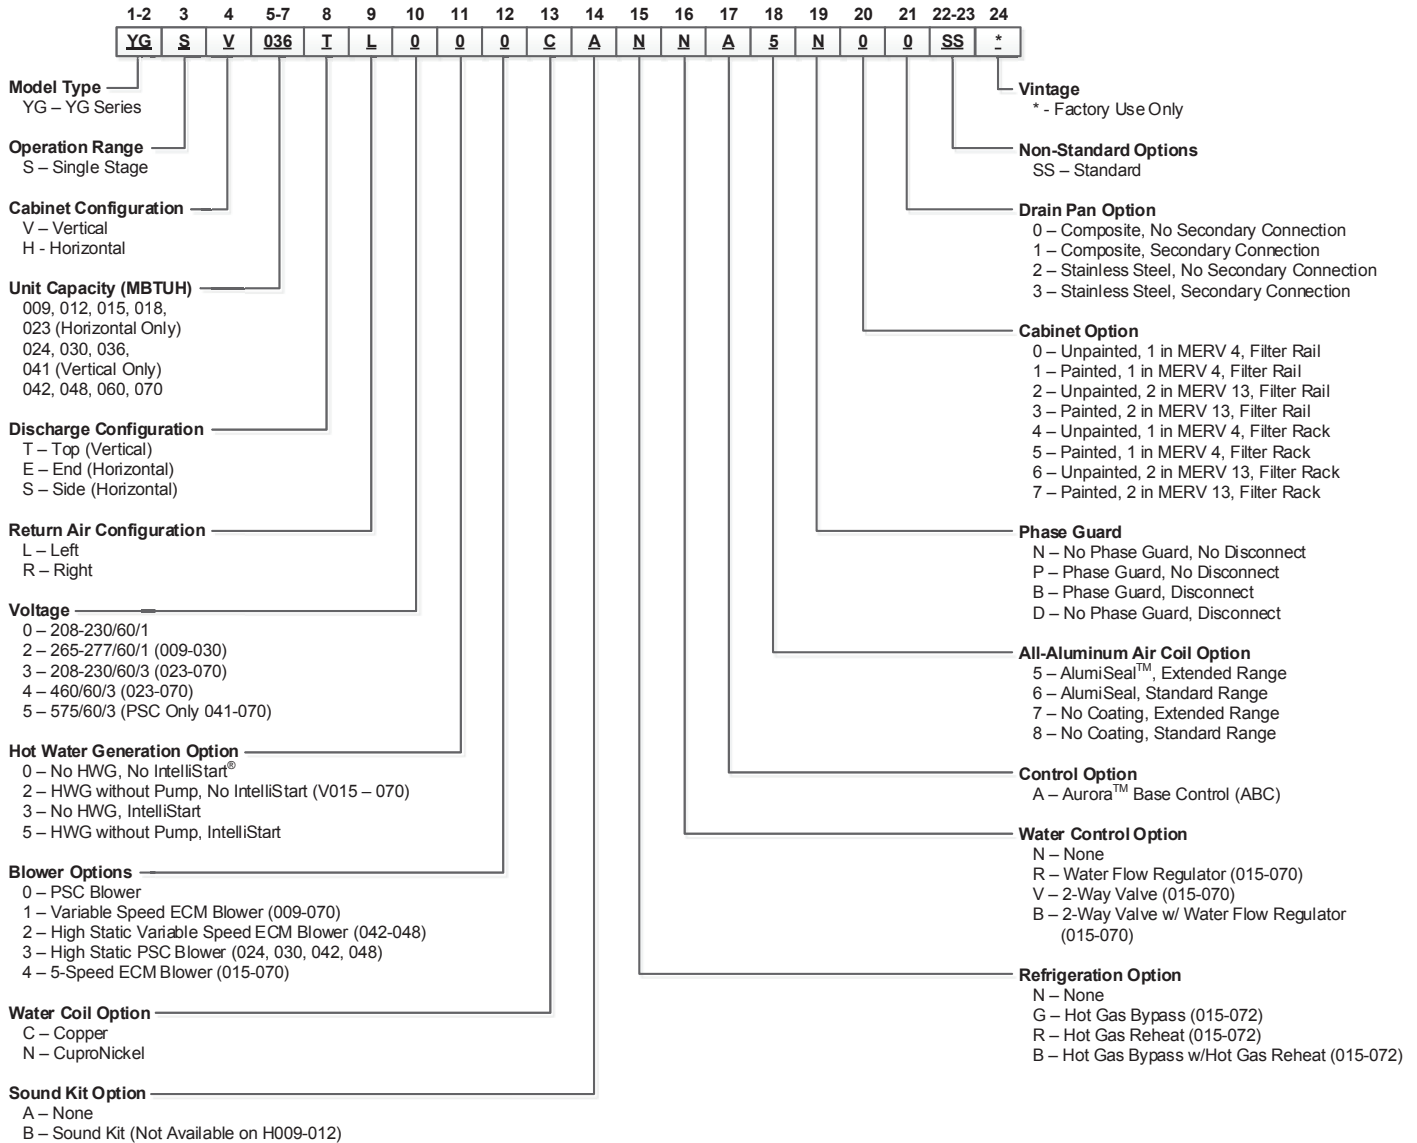 1-2 3 4 5-7 8 9 10 11 12 13 14 15 16 17 18 19 20 21 22-23 24
YG S V 036 T L 0 0 0 C A N N A 5 N 0 0 SS *
Model Type
YG – YG Series
Operation Range
S – Single Stage
Cabinet Configuration
V – Vertical
H - Horizontal
Unit Capacity (MBTUH)
009, 012, 015, 018,
023 (Horizontal Only)
024, 030, 036,
041 (Vertical Only)
042, 048, 060, 070
Discharge Configuration
T – Top (Vertical)
E – End (Horizontal)
S – Side (Horizontal)
Return Air Configuration
L – Left
R – Right
Voltage
0 – 208-230/60/1
2 – 265-277/60/1 (009-030)
3 – 208-230/60/3 (023-070)
4 – 460/60/3 (023-070)
5 – 575/60/3 (PSC Only 041-070)
Hot Water Generation Option
0 – No HWG, No IntelliStart®
2 – HWG without Pump, No IntelliStart (V015 – 070)
3 – No HWG, IntelliStart
5 – HWG without Pump, IntelliStart
Blower Options
0 – PSC Blower
1 – Variable Speed ECM Blower (009-070)
2 – High Static Variable Speed ECM Blower (042-048)
3 – High Static PSC Blower (024, 030, 042, 048)
4 – 5-Speed ECM Blower (015-070)
Water Coil Option
C – Copper
N – CuproNickel
Sound Kit Option
A – None
B – Sound Kit (Not Available on H009-012)
Vintage
* - Factory Use Only
Non-Standard Options
SS – Standard
Drain Pan Option
0 – Composite, No Secondary Connection
1 – Composite, Secondary Connection
2 – Stainless Steel, No Secondary Connection
3 – Stainless Steel, Secondary Connection
Cabinet Option
0 – Unpainted, 1 in MERV 4, Filter Rail
1 – Painted, 1 in MERV 4, Filter Rail
2 – Unpainted, 2 in MERV 13, Filter Rail
3 – Painted, 2 in MERV 13, Filter Rail
4 – Unpainted, 1 in MERV 4, Filter Rack
5 – Painted, 1 in MERV 4, Filter Rack
6 – Unpainted, 2 in MERV 13, Filter Rack
7 – Painted, 2 in MERV 13, Filter Rack
Phase Guard
N – No Phase Guard, No Disconnect
P – Phase Guard, No Disconnect
B – Phase Guard, Disconnect
D – No Phase Guard, Disconnect
All-Aluminum Air Coil Option
5 – AlumiSeal™, Extended Range
6 – AlumiSeal, Standard Range
7 – No Coating, Extended Range
8 – No Coating, Standard Range
Control Option
A – Aurora™ Base Control (ABC)
Water Control Option
N – None
R – Water Flow Regulator (015-070)
V – 2-Way Valve (015-070)
B – 2-Way Valve w/ Water Flow Regulator
(015-070)
Refrigeration Option
N – None
G – Hot Gas Bypass (015-072)
R – Hot Gas Reheat (015-072)
B – Hot Gas Bypass w/Hot Gas Reheat (015-072)